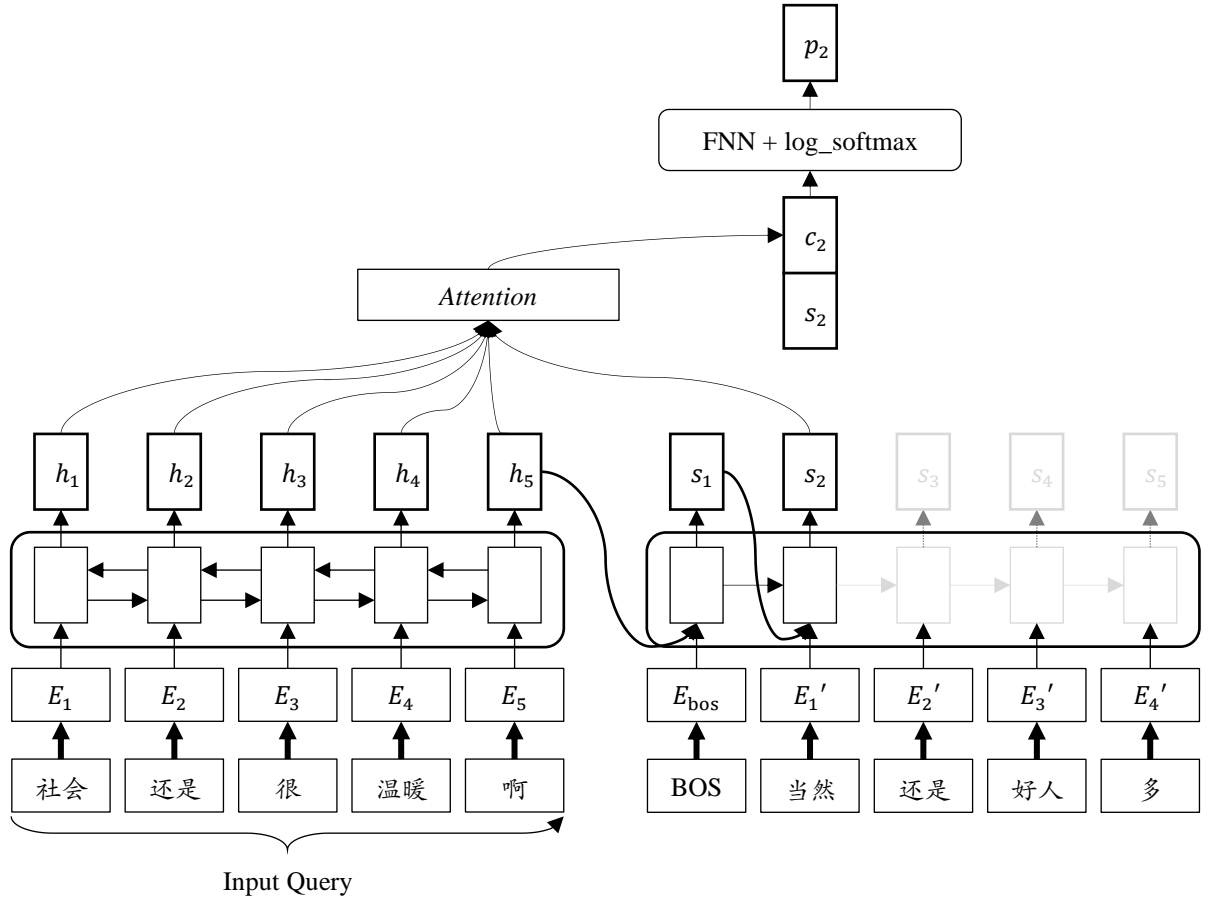 p₂
FNN + log_softmax
c₂
Attention
s₂
h₁ h₂ h₃ h₄ h₅ s₁ s₂ s₃ s₄ s₅
E₁ E₂ E₃ E₄ E₅ E_bos E₁′ E₂′ E₃′ E₄′
社会 还是 很 温暖 啊 BOS 当然 还是 好人 多
Input Query